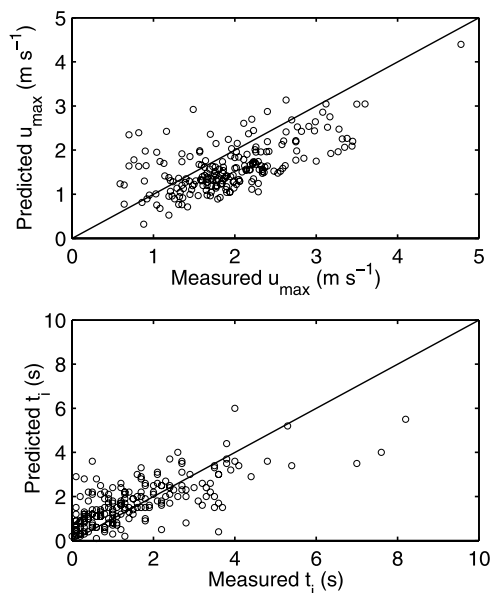 5
4
3
2
1
0
Predicted u_max (m s⁻¹)
0 1 2 3 4 5
Measured u_max (m s⁻¹)
10
8
6
4
2
0
Predicted t_i (s)
0 2 4 6 8 10
Measured t_i (s)